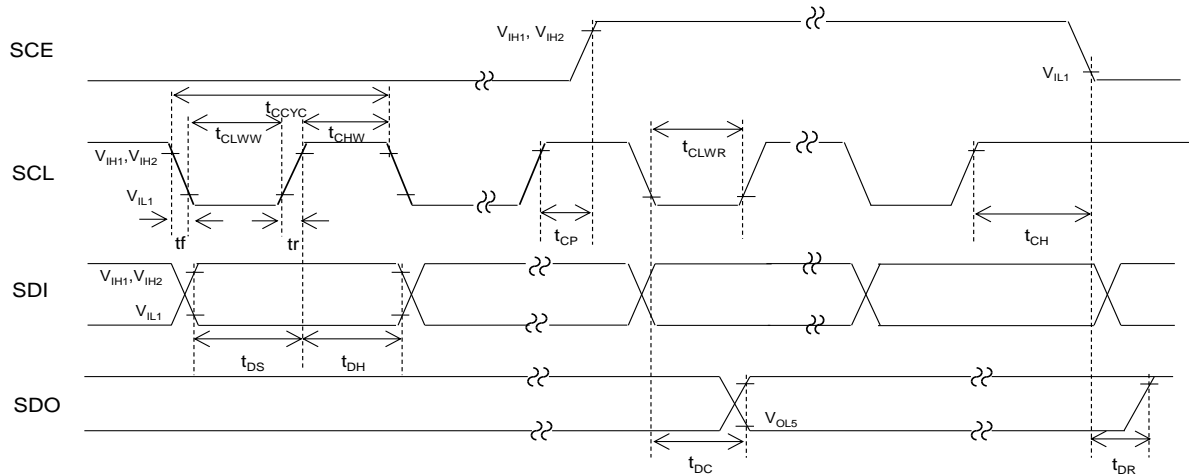 V_IH1, V_IH2
SCE
V_IL1
t_CCYC
t_CLWW
t_CHW
t_CLWR
V_IH1,V_IH2
SCL
V_IL1
tf
tr
t_CP
t_CH
V_IH1,V_IH2
SDI
V_IL1
t_DS
t_DH
SDO
V_OL5
t_DC
t_DR